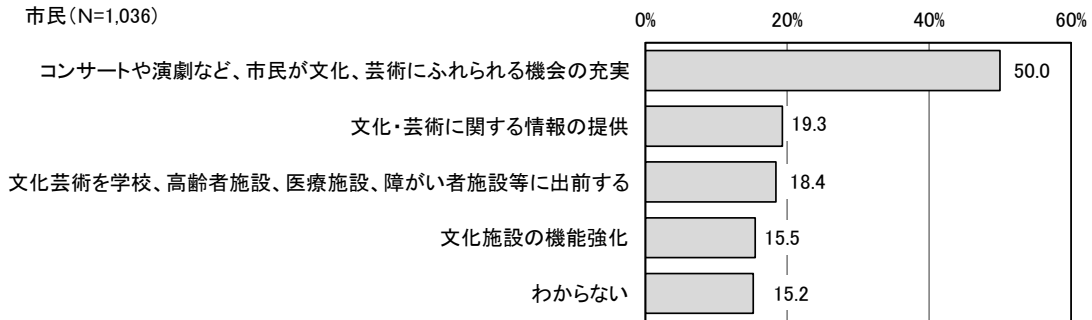 市民(N=1,036)
0% 20% 40% 60%
コンサートや演劇など、市民が文化、芸術にふれられる機会の充実 50.0
文化・芸術に関する情報の提供 19.3
文化芸術を学校、高齢者施設、医療施設、障がい者施設等に出前する 18.4
文化施設の機能強化 15.5
わからない 15.2